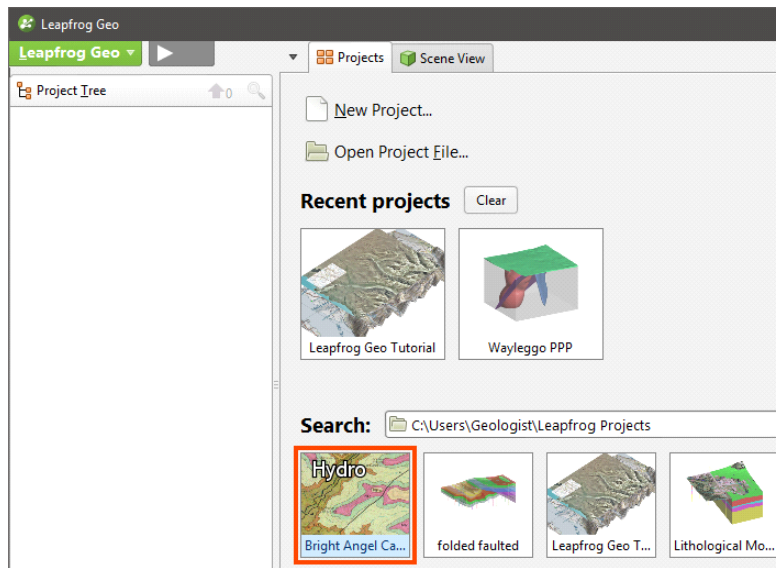 Leapfrog Geo
Leapfrog Geo
Projects
Scene View
Project Tree
0
New Project...
Open Project File...
Recent projects
Clear
Leapfrog Geo Tutorial
Wayleggo PPP
Search:
C:\Users\Geologist\Leapfrog Projects
Hydro
Bright Angel Ca...
folded faulted
Leapfrog Geo T...
Lithological Mo...